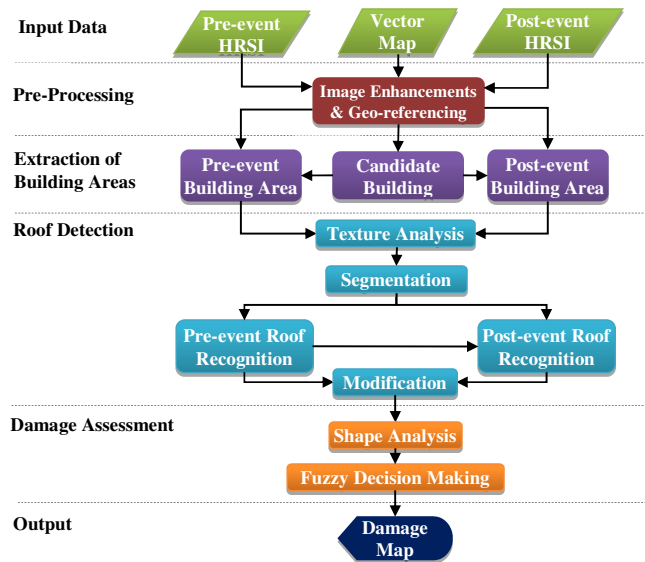 Input Data
Pre-event
HRSI
Vector
Map
Post-event
HRSI
Pre-Processing
Image Enhancements
& Geo-referencing
Extraction of
Building Areas
Pre-event
Building Area
Candidate
Building
Post-event
Building Area
Roof Detection
Texture Analysis
Segmentation
Pre-event Roof
Recognition
Post-event Roof
Recognition
Modification
Damage Assessment
Shape Analysis
Fuzzy Decision Making
Output
Damage
Map